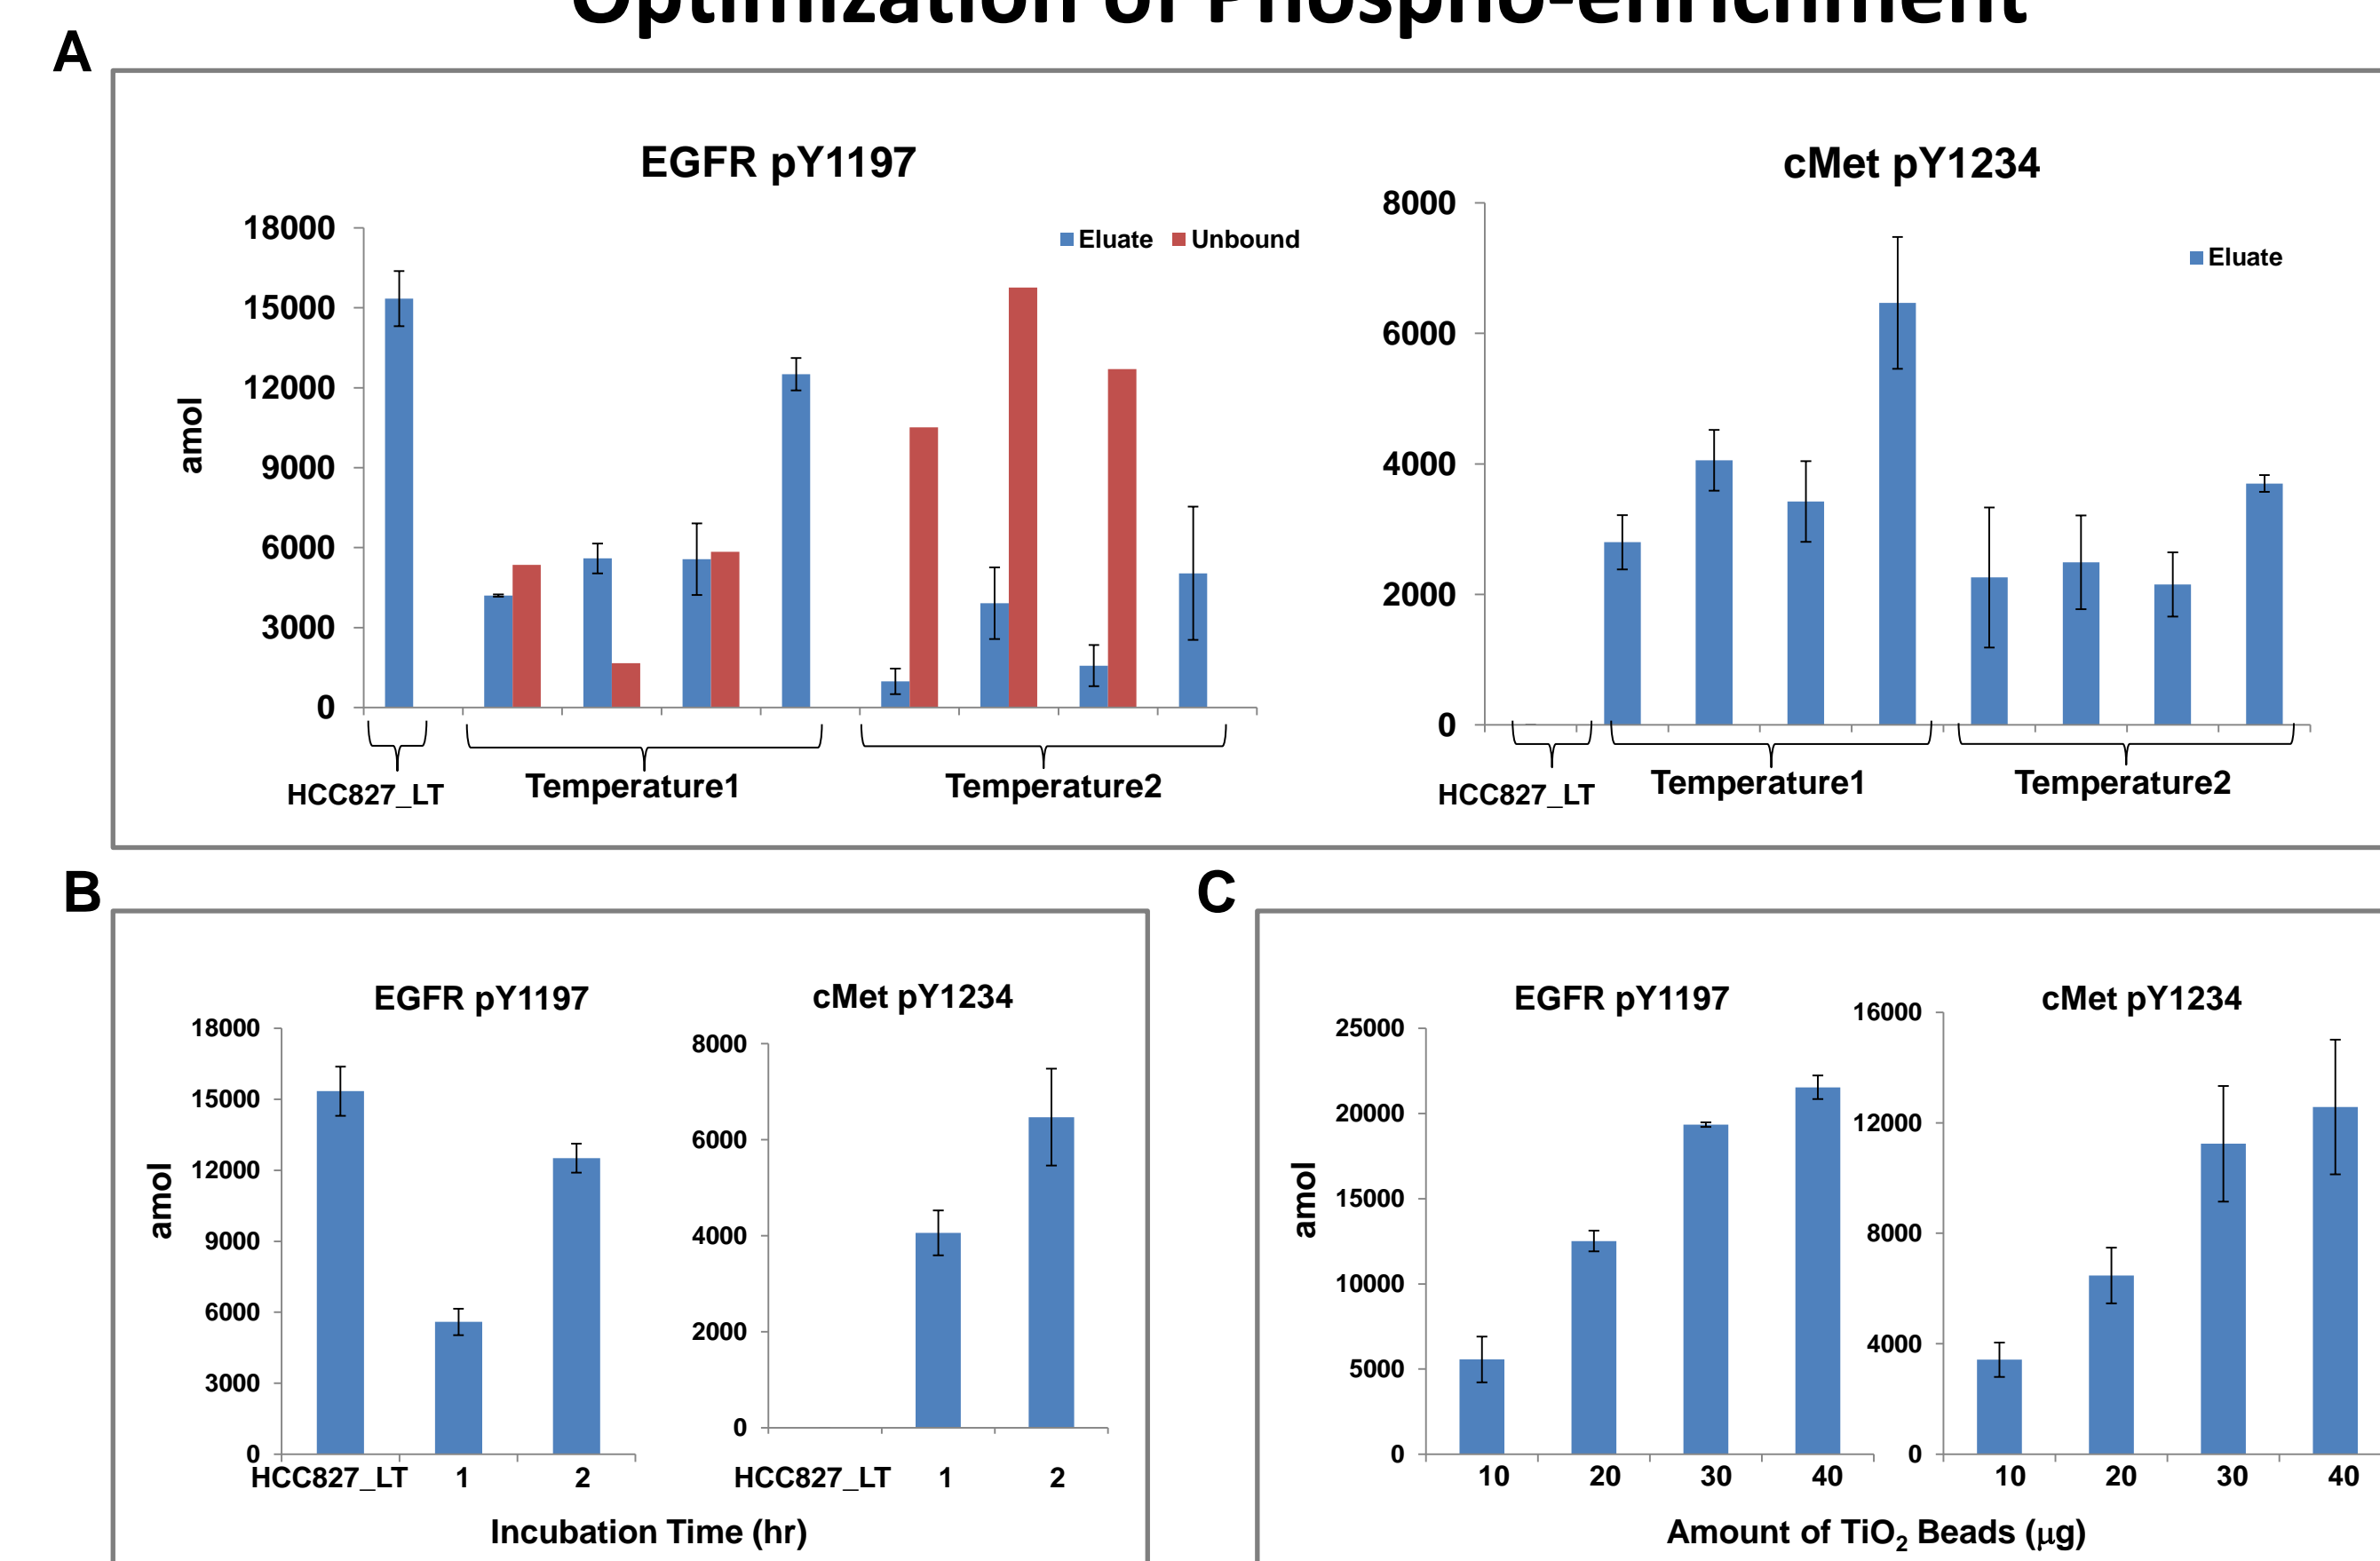 Optimization of Phospho-enrichment
A
EGFR pY1197
Eluate Unbound
amol
18000
15000
12000
9000
6000
3000
0
HCC827_LT Temperature1 Temperature2
cMet pY1234
Eluate
8000
6000
4000
2000
0
HCC827_LT Temperature1 Temperature2
B
EGFR pY1197
amol
18000
15000
12000
9000
6000
3000
0
HCC827_LT 1 2
cMet pY1234
8000
6000
4000
2000
0
HCC827_LT 1 2
Incubation Time (hr)
C
EGFR pY1197
amol
25000
20000
15000
10000
5000
0
10 20 30 40
cMet pY1234
16000
12000
8000
4000
0
10 20 30 40
Amount of TiO₂ Beads (μg)